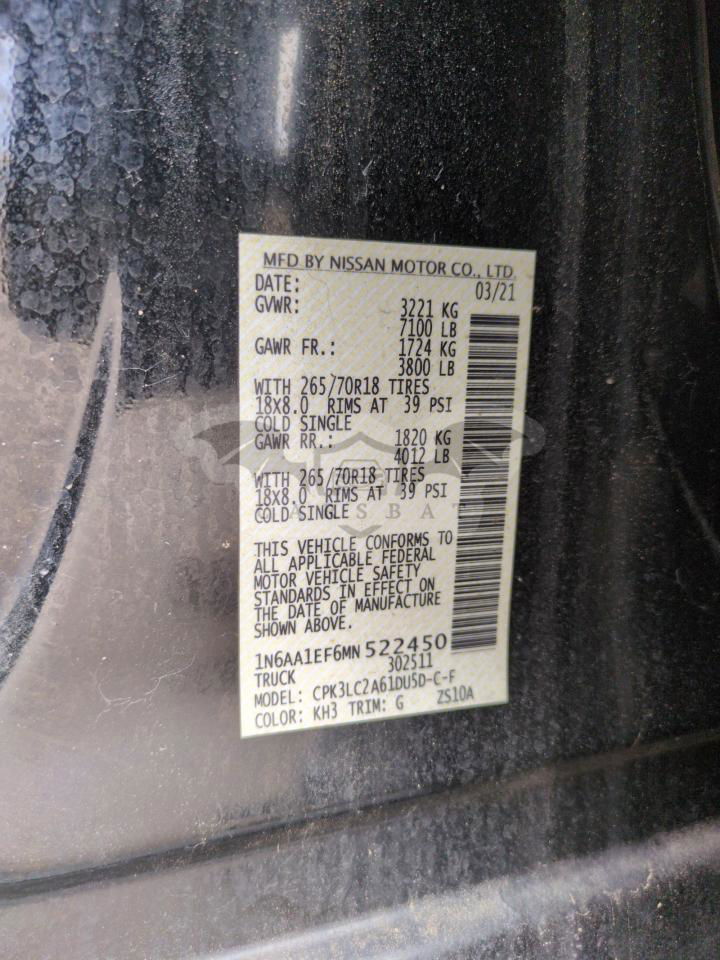 MFD BY NISSAN MOTOR CO., LTD
DATE: 03/21
GVWR: 3221 KG
7100 LB
GAWR FR.: 1724 KG
3800 LB
WITH 265/70R18 TIRES
18X8.0 RIMS AT 39 PSI
COLD SINGLE
GAWR RR.: 1820 KG
4012 LB
WITH 265/70R18 TIRES
18X8.0 RIMS AT 39 PSI
COLD SINGLE
THIS VEHICLE CONFORMS TO
ALL APPLICABLE FEDERAL
MOTOR VEHICLE SAFETY
STANDARDS IN EFFECT ON
THE DATE OF MANUFACTURE
SHOWN ABOVE.
1N6AA1EF6MN522450
TRUCK 302511
MODEL: CPK3LC2A61DU5D-C-F
COLOR: KH3 TRIM: G ZS10A